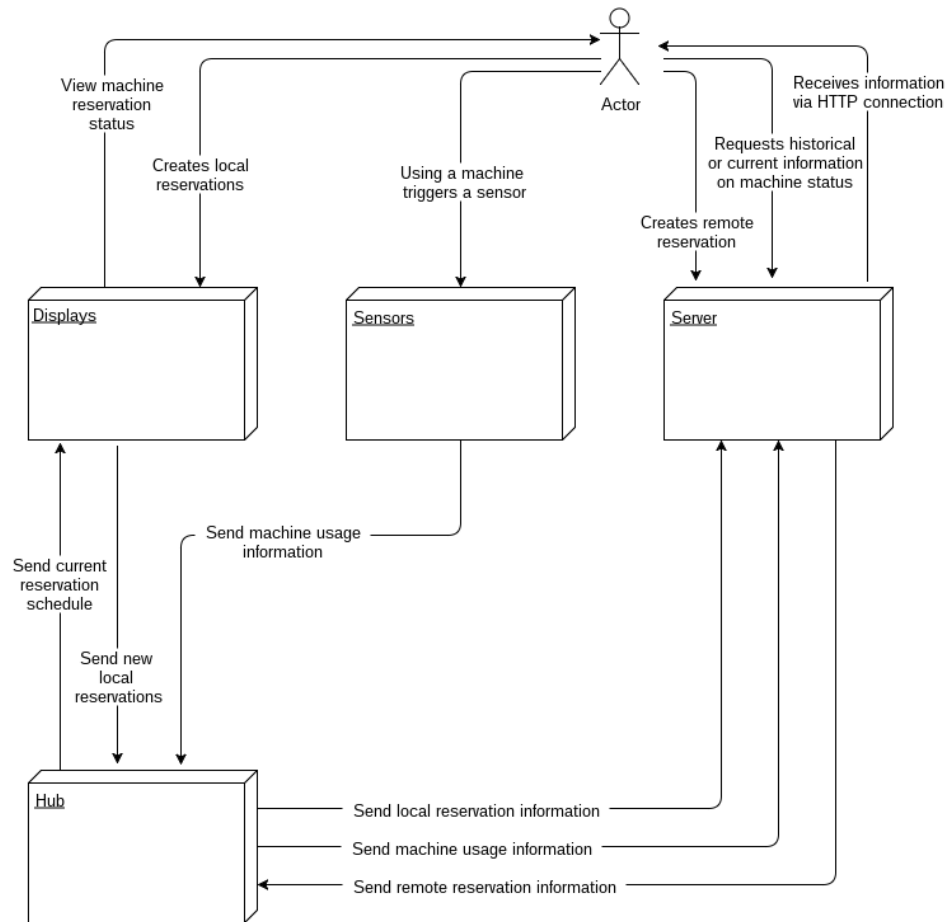 Actor
View machine
reservation
status
Creates local
reservations
Using a machine
triggers a sensor
Creates remote
reservation
Requests historical
or current information
on machine status
Receives information
via HTTP connection
Displays
Sensors
Server
Send current
reservation
schedule
Send new
local
reservations
Send machine usage
information
Hub
Send local reservation information
Send machine usage information
Send remote reservation information